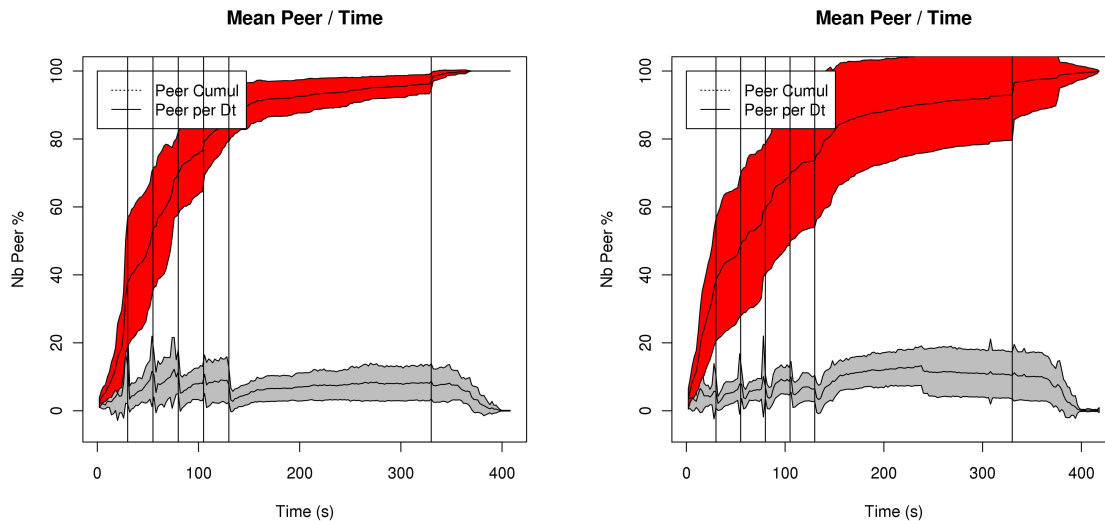 Mean Peer / Time
Nb Peer %
100
80
60
40
20
0
Peer Cumul
Peer per Dt
0 100 200 300 400
Time (s)
Mean Peer / Time
Nb Peer %
100
80
60
40
20
0
Peer Cumul
Peer per Dt
0 100 200 300 400
Time (s)